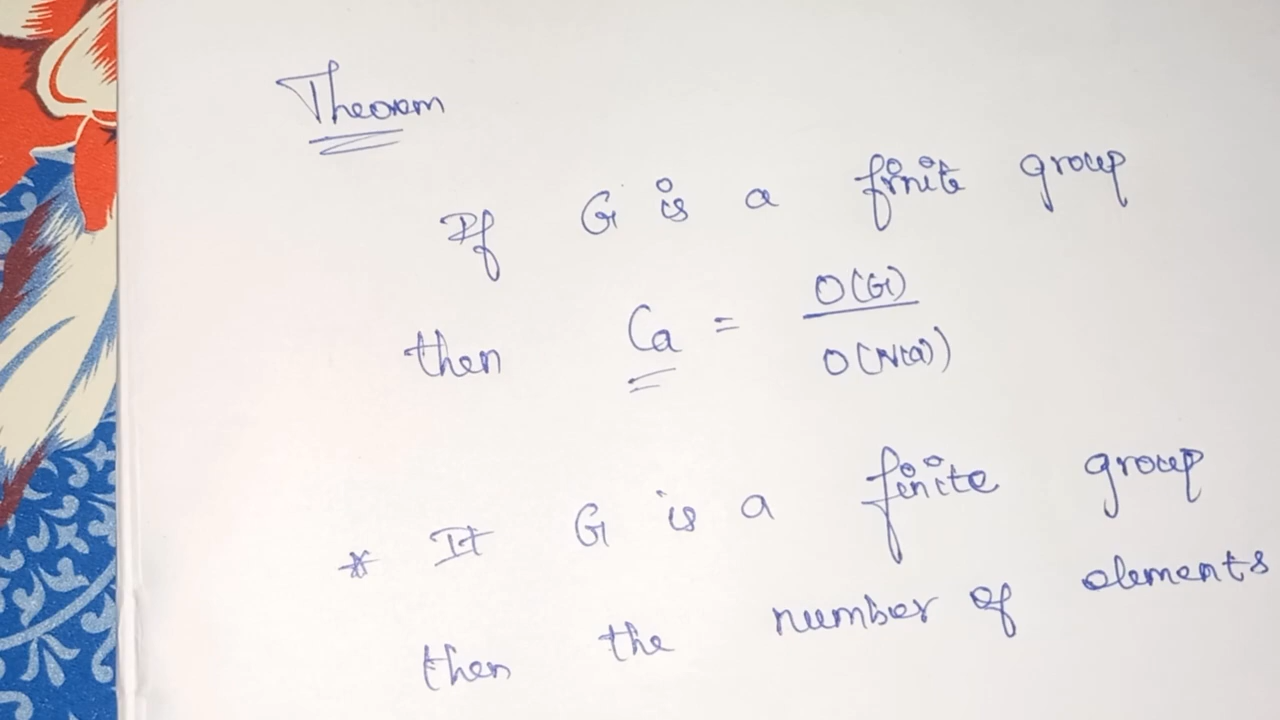 Theorem
If G is a finite group
then Ca = O(G) / O(N(a))
* If G is a finite group
then the number of elements